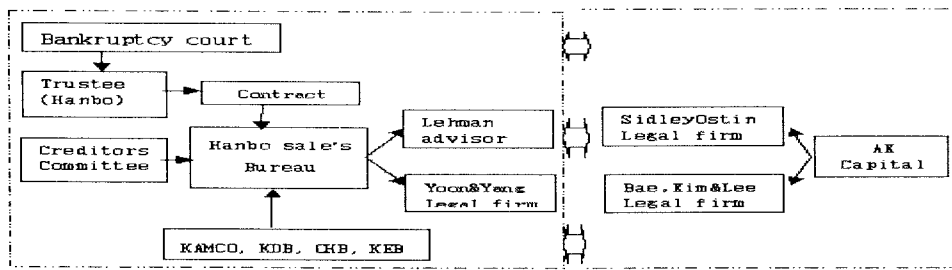 Bankruptcy court
Trustee
(Hanbo)
Contract
Creditors
Committee
Hanbo sale's
Bureau
Lehman
advisor
Yoon&Yang
Legal firm
KAMCO, KDB, CHB, KEB
SidleyOstin
Legal firm
Bae.Kim&Lee
Legal firm
AK
Capital